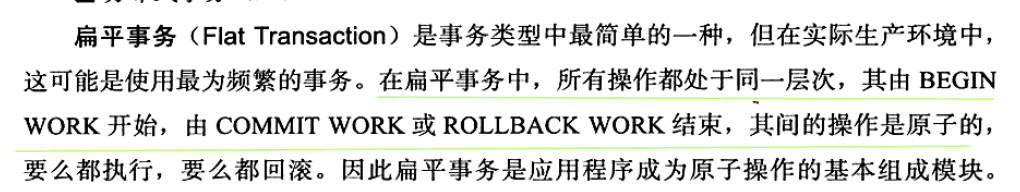 扁平事务（Flat Transaction）是事务类型中最简单的一种，但在实际生产环境中，
这可能是使用最为频繁的事务。在扁平事务中，所有操作都处于同一层次，其由 BEGIN
WORK 开始，由 COMMIT WORK 或 ROLLBACK WORK 结束，其间的操作是原子的，
要么都执行，要么都回滚。因此扁平事务是应用程序成为原子操作的基本组成模块。